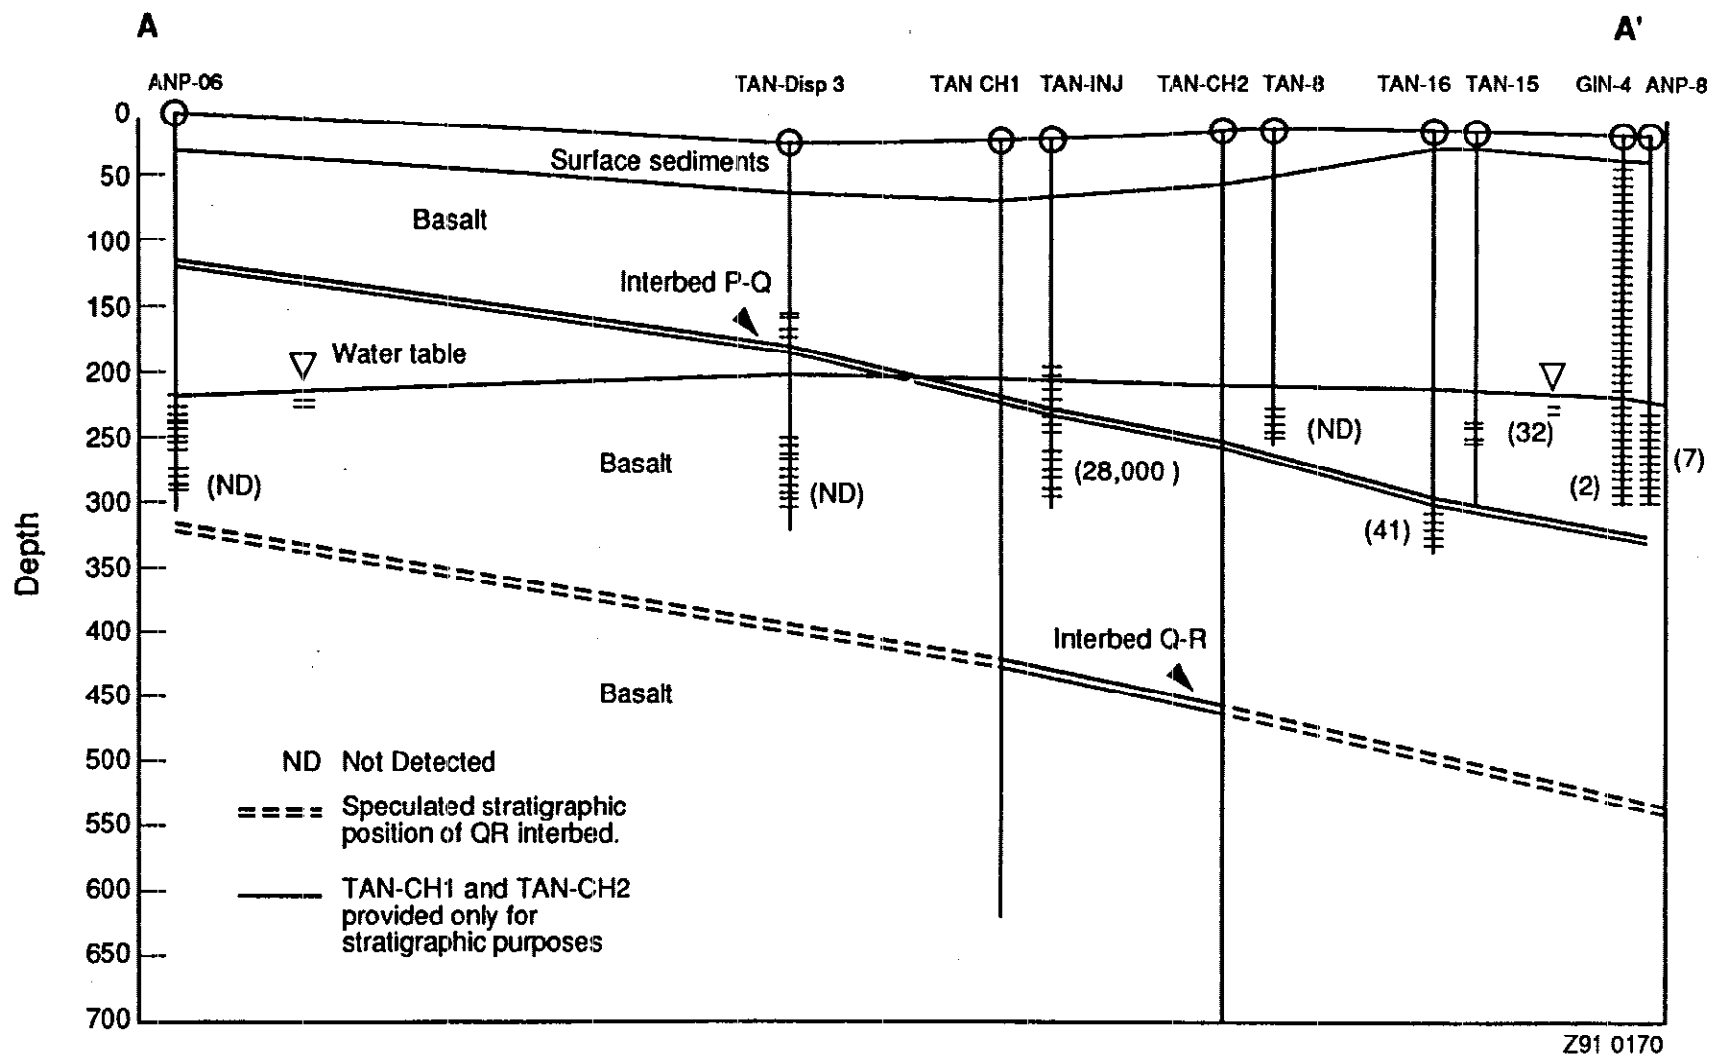 A A'
ANP-06 TAN-Disp 3 TAN CH1 TAN-INJ TAN-CH2 TAN-8 TAN-16 TAN-15 GIN-4 ANP-8
0
Surface sediments
50
Basalt
100
Interbed P-Q
150
Water table
200
250
(ND) (32)
Basalt (7)
(ND) (ND) (28,000 ) (2)
300
(41)
350
Depth
400
Interbed Q-R
450
Basalt
500
ND Not Detected
Speculated stratigraphic
position of QR interbed.
550
600
TAN-CH1 and TAN-CH2
provided only for
stratigraphic purposes
650
700
Z91 0170